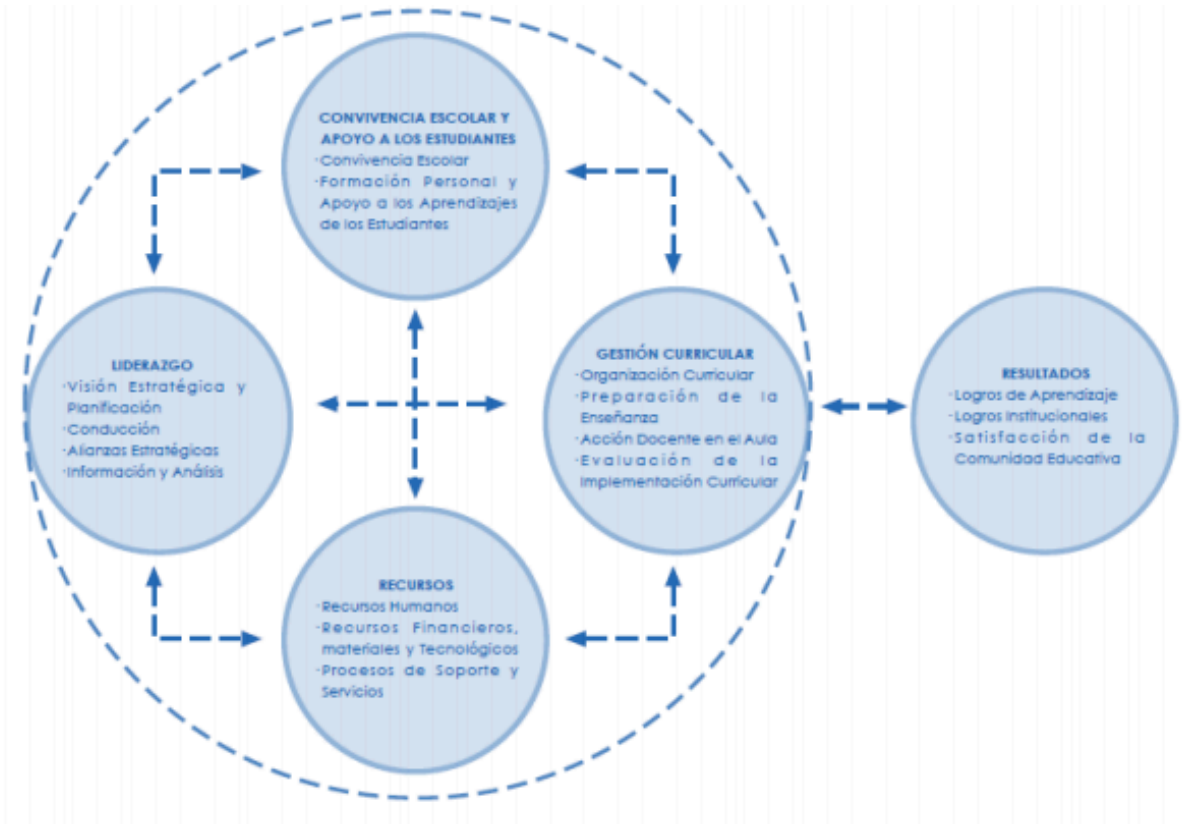 CONVIVENCIA ESCOLAR Y
APOYO A LOS ESTUDIANTES
·Convivencia Escolar
·Formación Personal y
Apoyo a los Aprendizajes
de los Estudiantes
LIDERAZGO
·Visión Estratégica y
Planificación
·Conducción
·Alianzas Estratégicas
·Información y Análisis
GESTIÓN CURRICULAR
·Organización Curricular
·Preparación de la
Enseñanza
·Acción Docente en el Aula
·Evaluación de la
Implementación Curricular
RESULTADOS
·Logros de Aprendizaje
·Logros Institucionales
·Satisfacción de la
Comunidad Educativa
RECURSOS
·Recursos Humanos
·Recursos Financieros,
materiales y Tecnológicos
·Procesos de Soporte y
Servicios